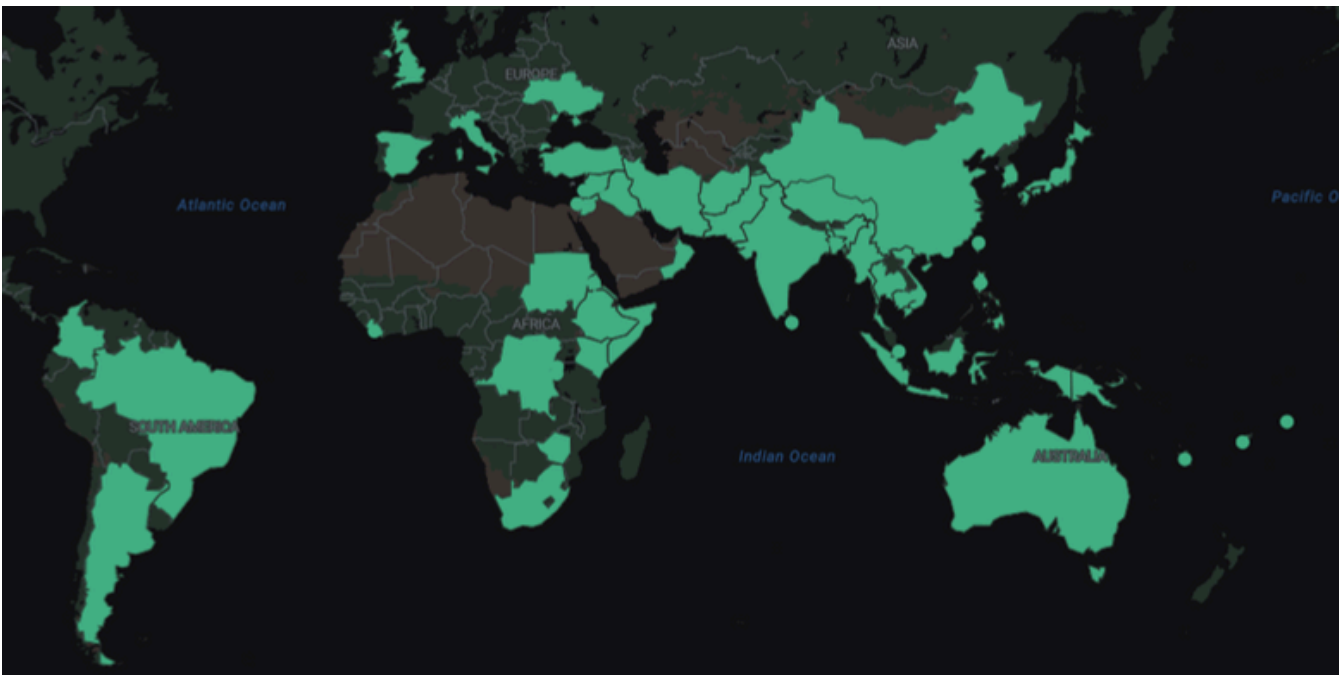 A
ASIA
EUROPE
Atlantic Ocean
Pacific O
AFRICA
SOUTH AMERICA
Indian Ocean
AUSTRALIA